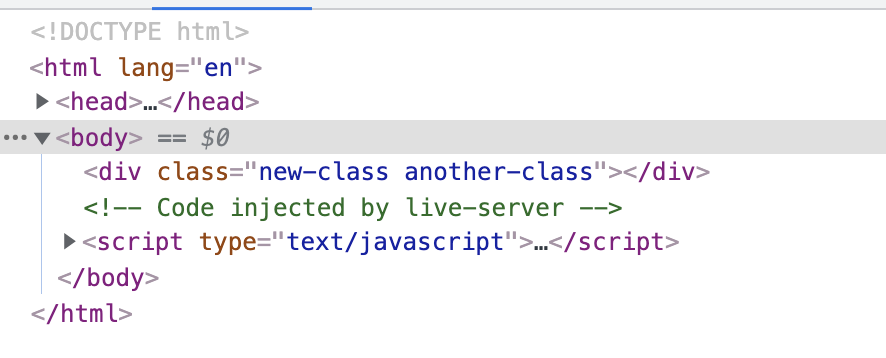 <!DOCTYPE html>
<html lang="en">
▶<head>…</head>
…▼<body> == $0
<div class="new-class another-class"></div>
<!-- Code injected by live-server -->
▶<script type="text/javascript">…</script>
</body>
</html>